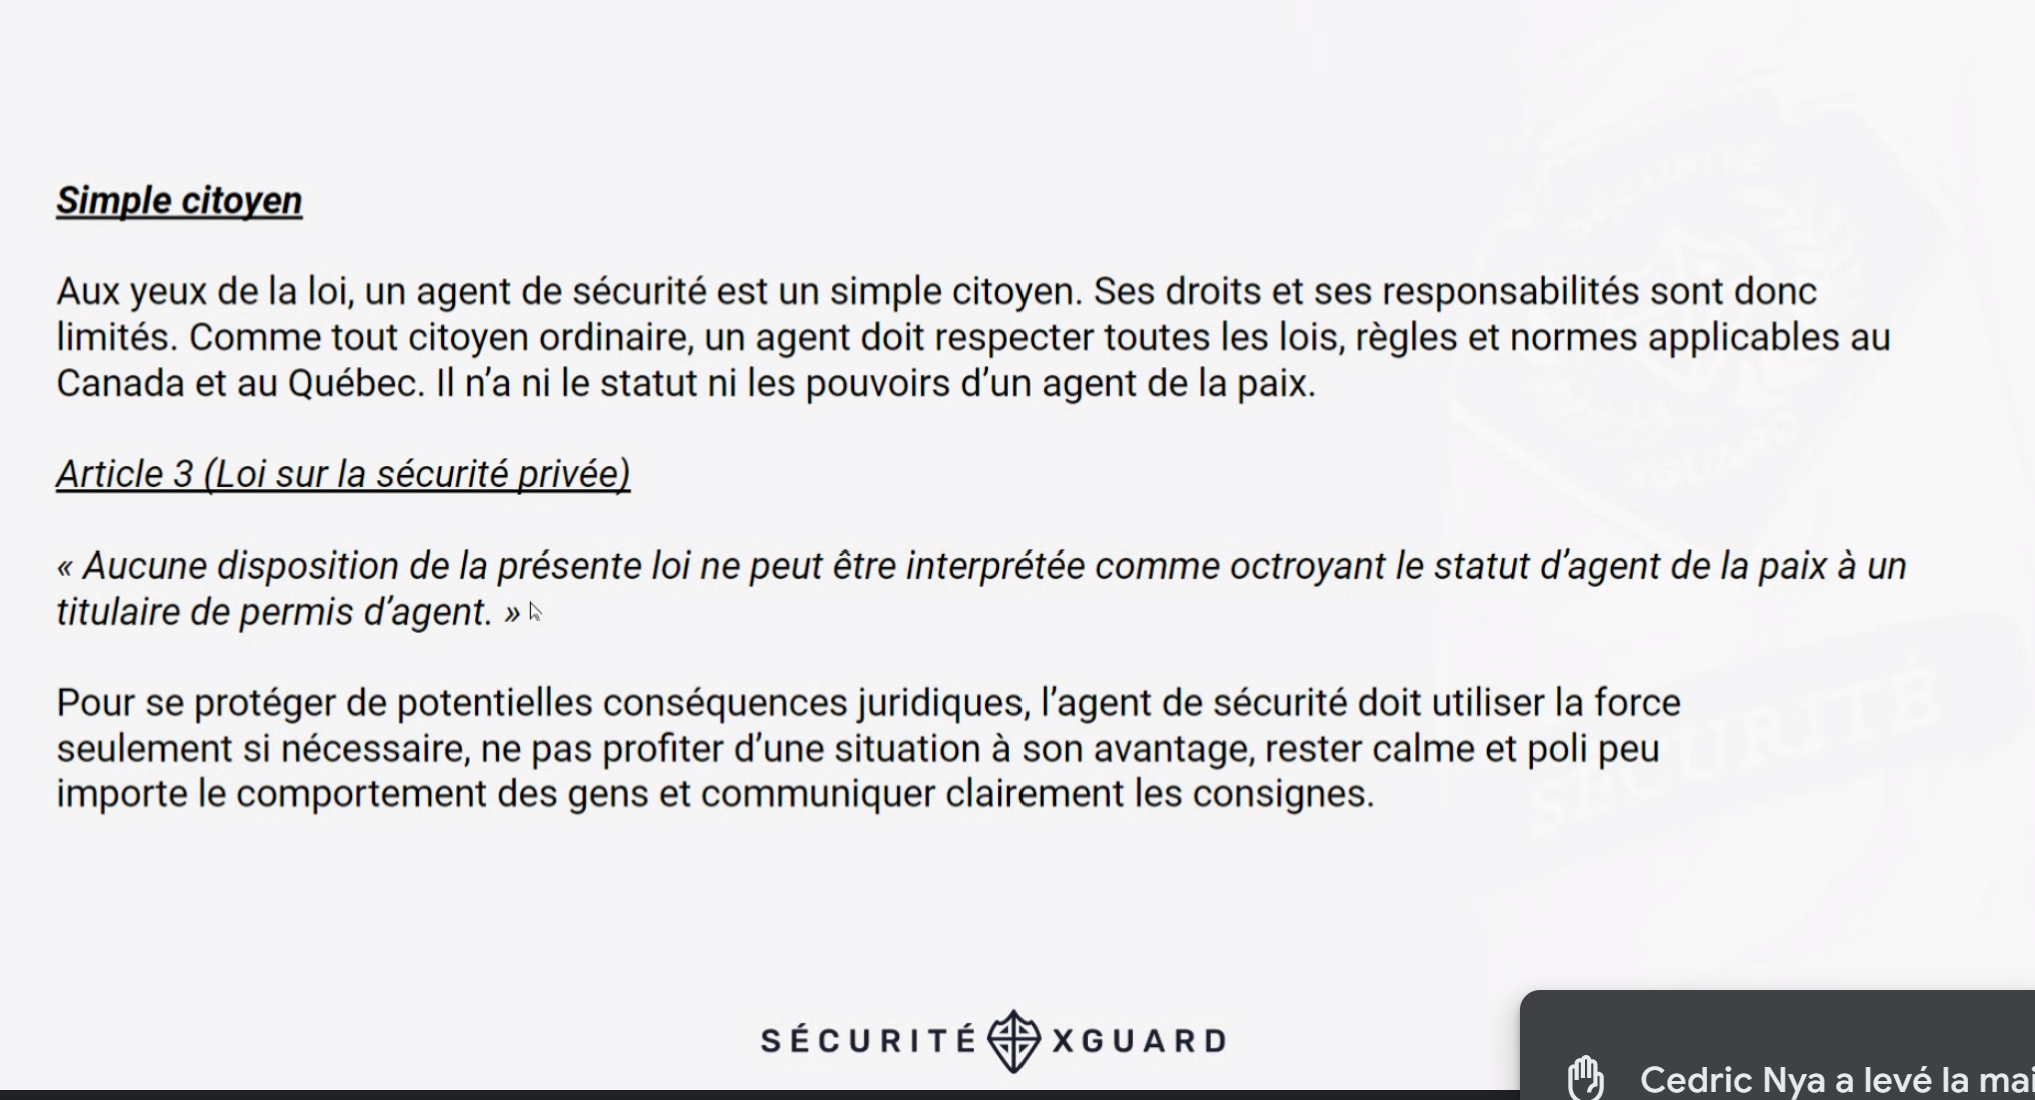 Simple citoyen
Aux yeux de la loi, un agent de sécurité est un simple citoyen. Ses droits et ses responsabilités sont donc
limités. Comme tout citoyen ordinaire, un agent doit respecter toutes les lois, règles et normes applicables au
Canada et au Québec. Il n’a ni le statut ni les pouvoirs d’un agent de la paix.
Article 3 (Loi sur la sécurité privée)
« Aucune disposition de la présente loi ne peut être interprétée comme octroyant le statut d’agent de la paix à un
titulaire de permis d’agent. »
Pour se protéger de potentielles conséquences juridiques, l’agent de sécurité doit utiliser la force
seulement si nécessaire, ne pas profiter d’une situation à son avantage, rester calme et poli peu
importe le comportement des gens et communiquer clairement les consignes.
SÉCURITÉ
XGUARD
SÉCURITÉ
SÉCURITÉ XGUARD
Cedric Nya a levé la mai